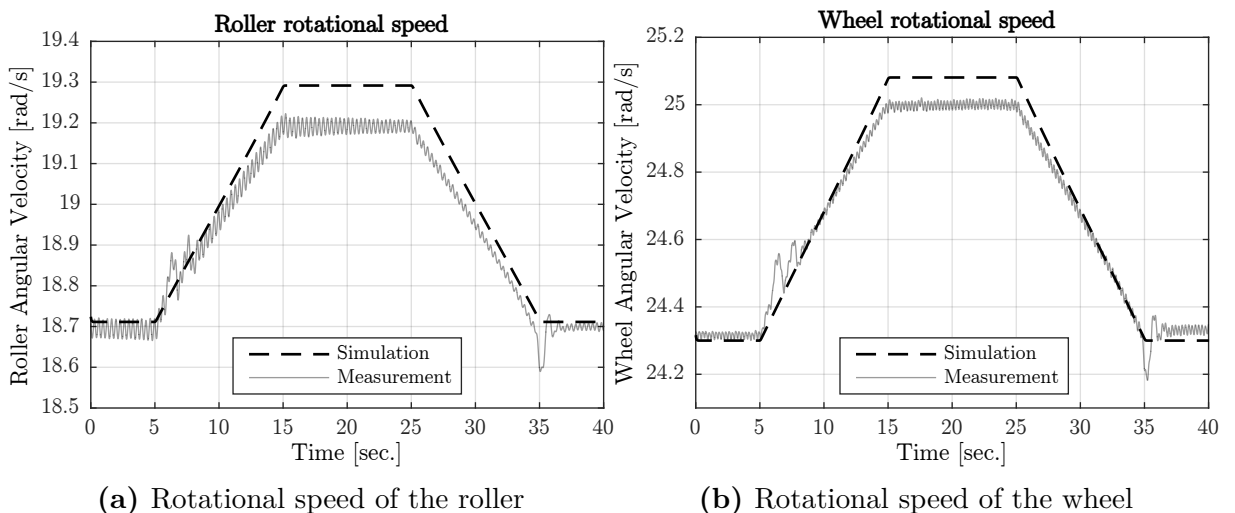 Roller rotational speed
Roller Angular Velocity [rad/s]
19.4
19.3
19.2
19.1
19
18.9
18.8
18.7
18.6
18.5
Simulation
Measurement
0 5 10 15 20 25 30 35 40
Time [sec.]
(a) Rotational speed of the roller
Wheel rotational speed
Wheel Angular Velocity [rad/s]
25.2
25
24.8
24.6
24.4
24.2
Simulation
Measurement
0 5 10 15 20 25 30 35 40
Time [sec.]
(b) Rotational speed of the wheel